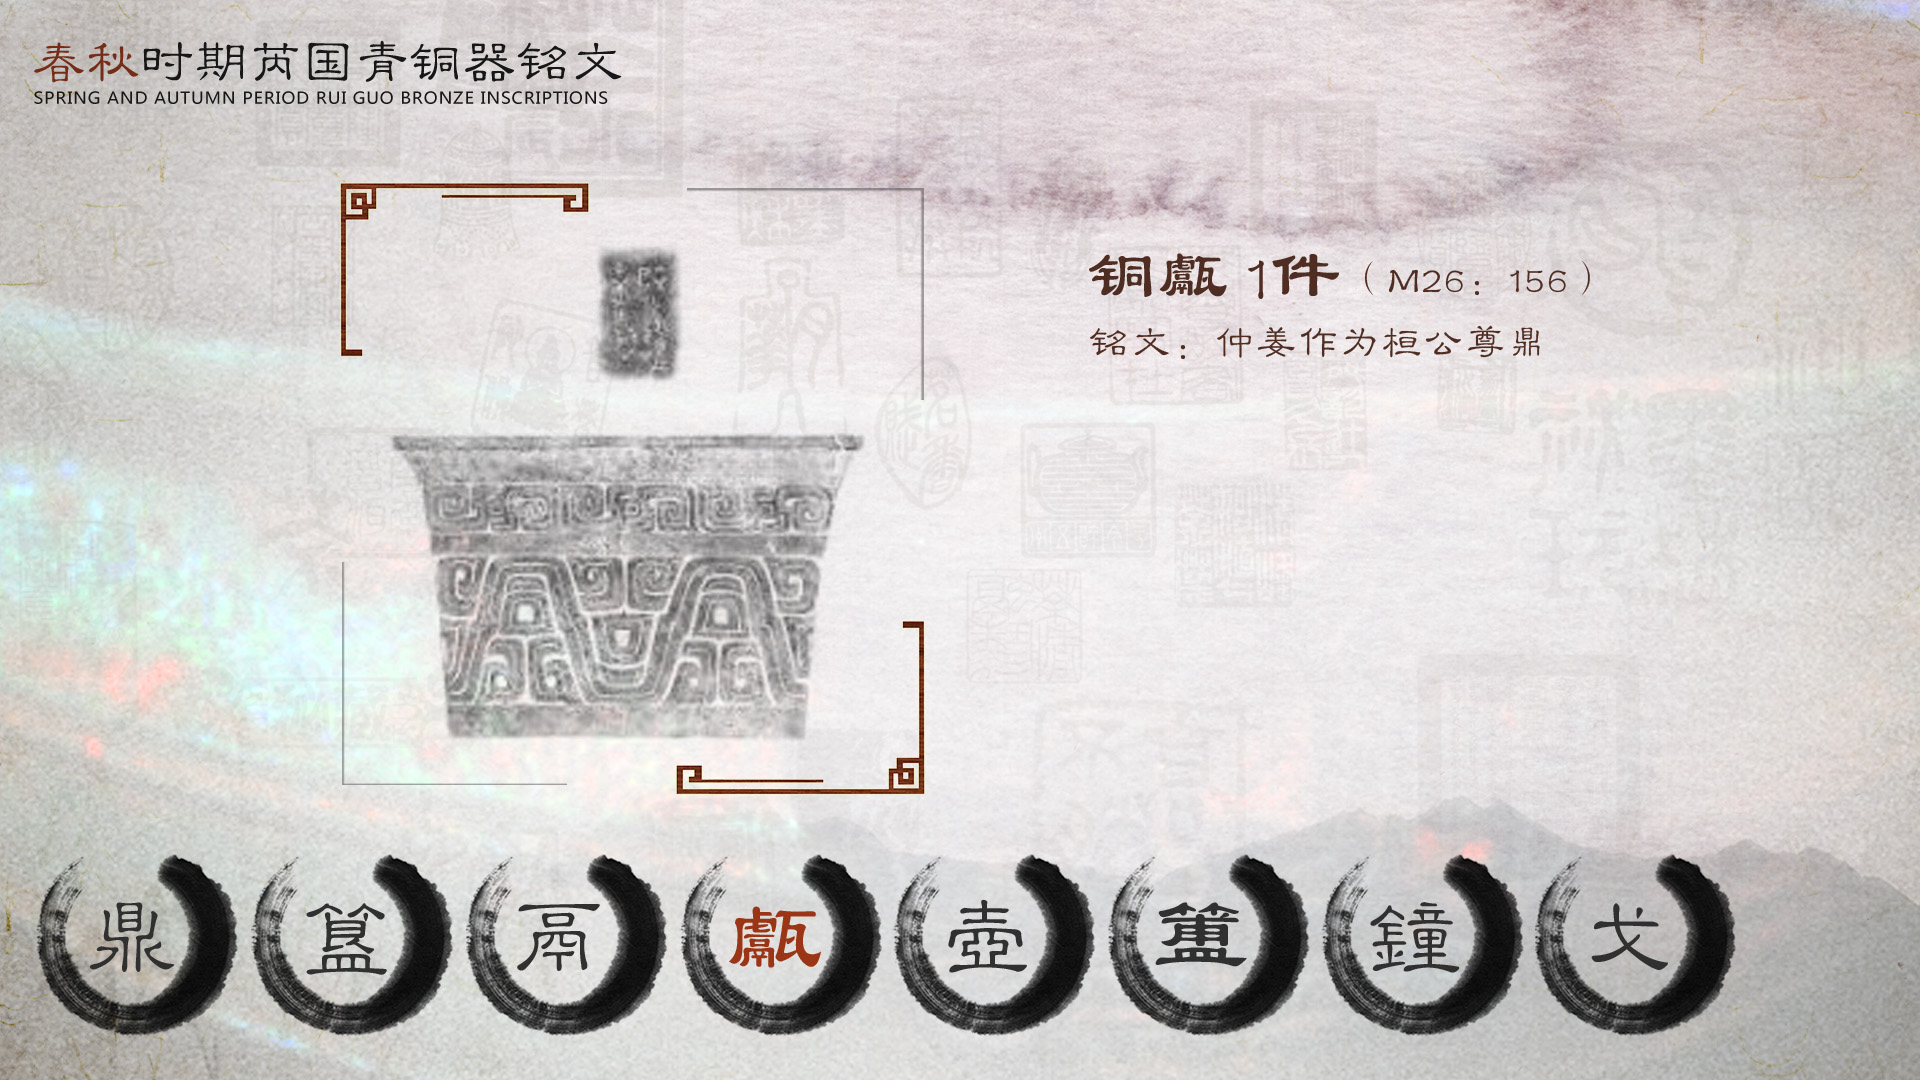 春秋时期芮国青铜器铭文
SPRING AND AUTUMN PERIOD RUI GUO BRONZE INSCRIPTIONS
铜甗 1件（M26：156）
铭文：仲姜作为桓公尊鼎
鼎
簋
鬲
甗
壺
簠
鐘
戈